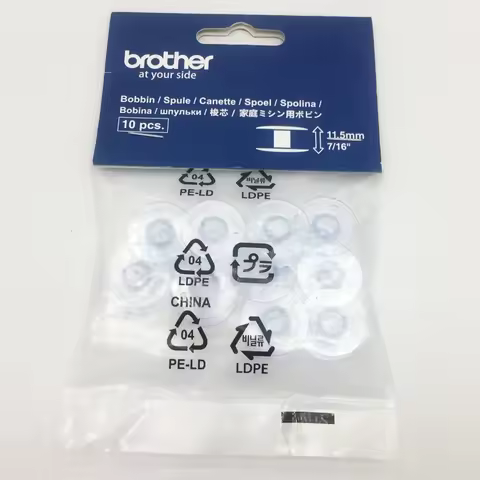 brother
at your side
Bobbin / Spule / Canette / Spoel / Spolina /
Bobina / шпульки / 梭芯 / 家庭ミシン用ボビン
10 pcs.
11.5mm
7/16"
04
PE-LD
비닐류
LDPE
04
LDPE
プラ
CHINA
04
PE-LD
비닐류
LDPE